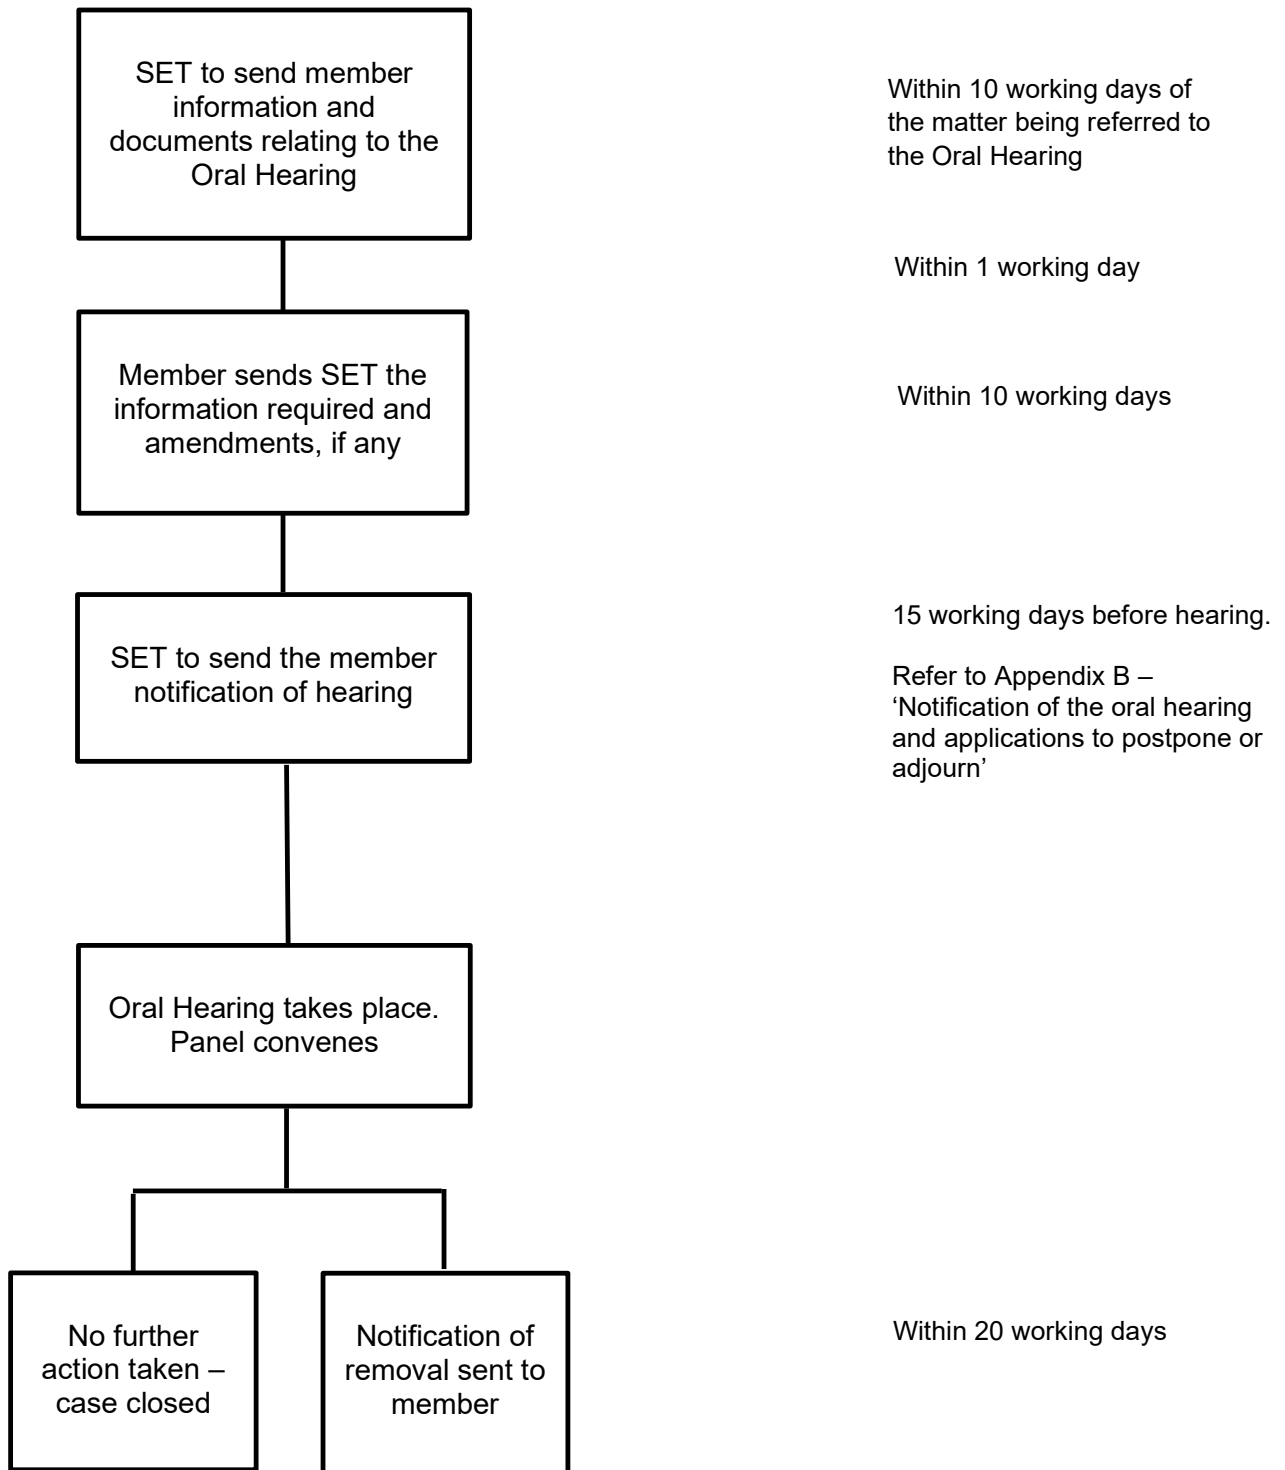 SET to send member
information and
documents relating to the
Oral Hearing
Within 10 working days of
the matter being referred to
the Oral Hearing
Within 1 working day
Member sends SET the
information required and
amendments, if any
Within 10 working days
SET to send the member
notification of hearing
15 working days before hearing.
Refer to Appendix B –
‘Notification of the oral hearing
and applications to postpone or
adjourn’
Oral Hearing takes place.
Panel convenes
No further
action taken –
case closed
Notification of
removal sent to
member
Within 20 working days